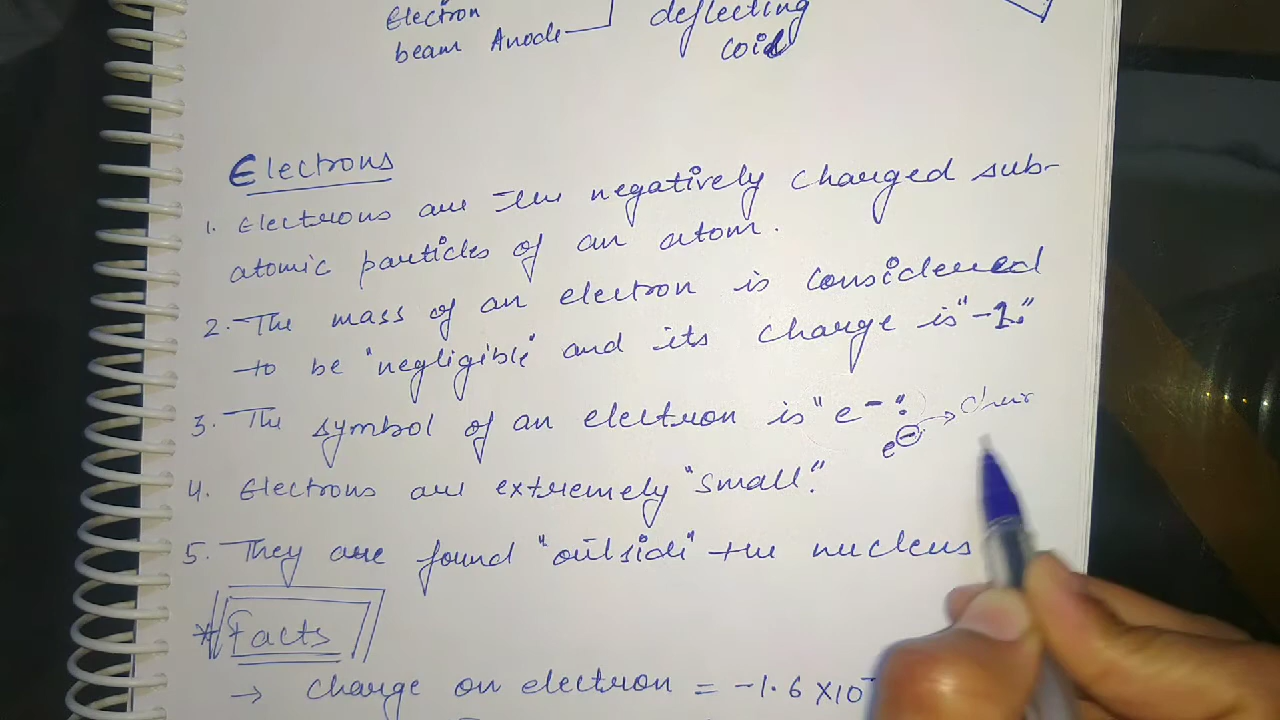 Electron
beam Anode
deflecting
coil
Electrons
1. Electrons are the negatively charged sub-
atomic particles of an atom.
2. The mass of an electron is considered
to be "negligible" and its charge is "-1."
3. The symbol of an electron is "e-".
e- → char
4. Electrons are extremely "small".
5. They are found "outside" the nucleus
* Facts
→ Charge on electron = -1.6 X10-